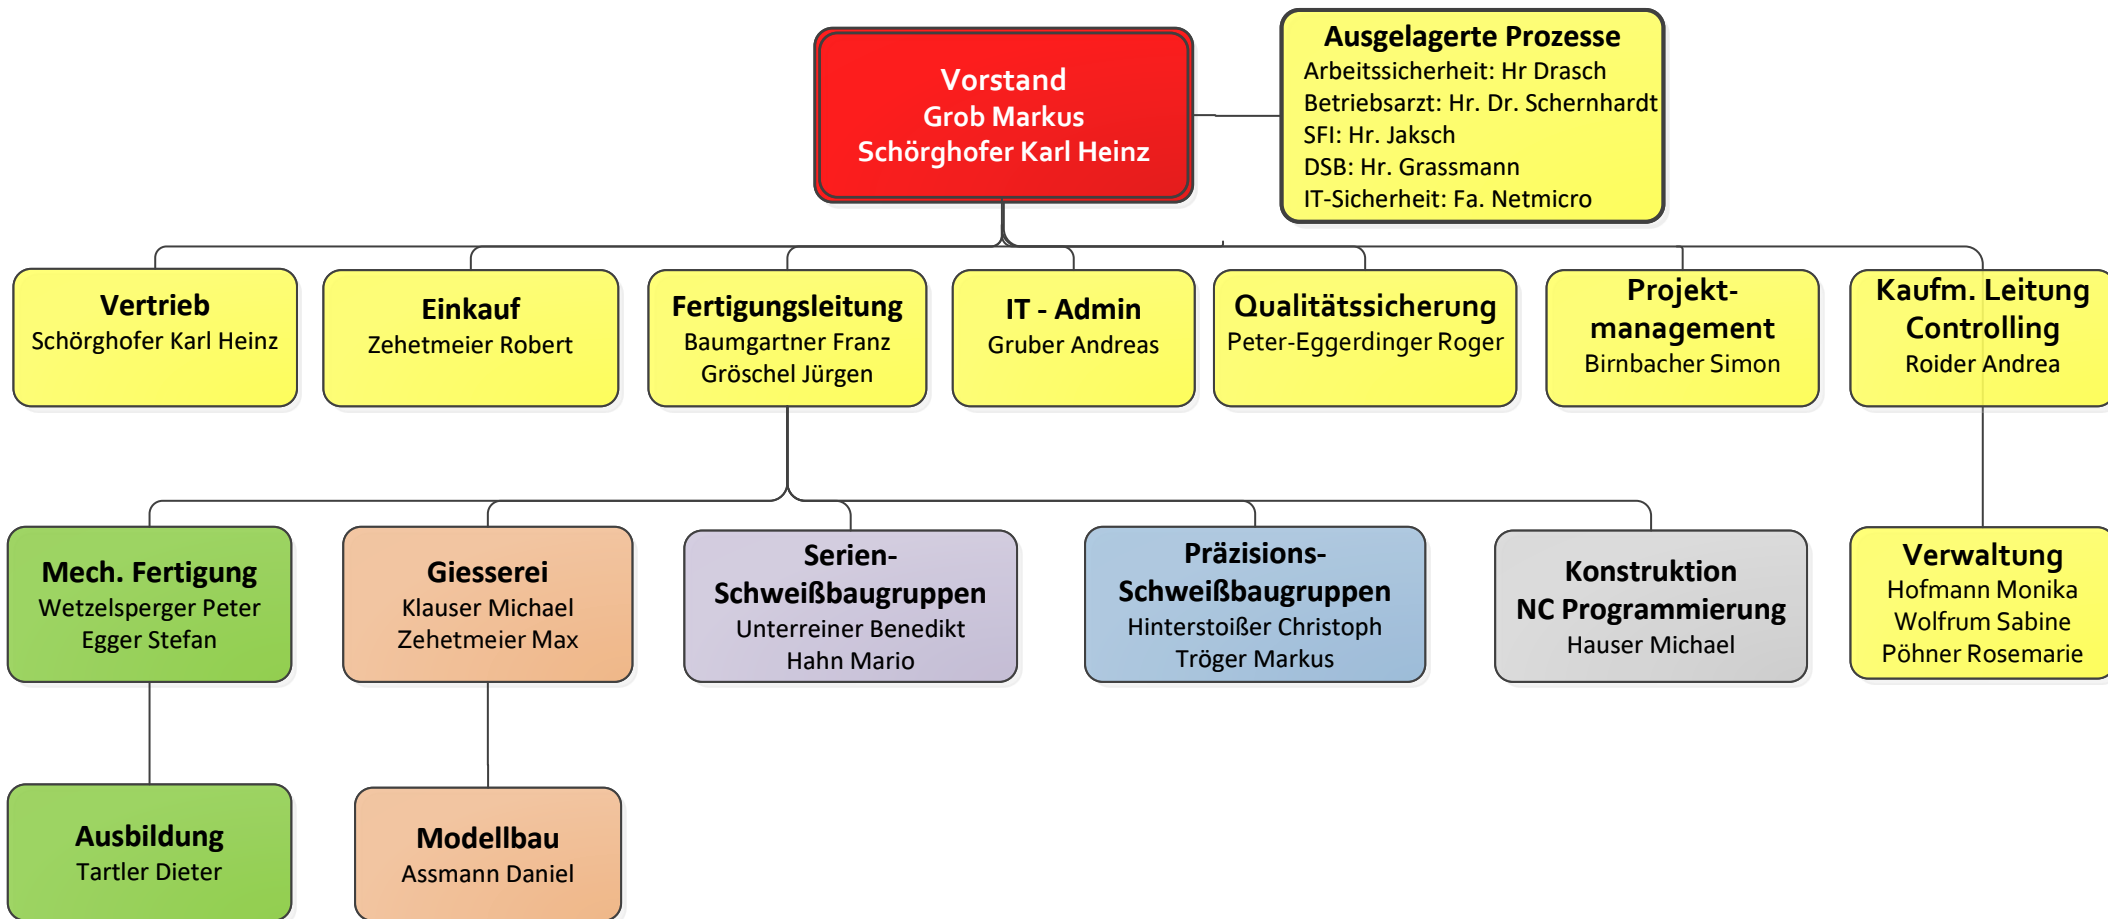 Vorstand
Grob Markus
Schörghofer Karl Heinz
Ausgelagerte Prozesse
Arbeitssicherheit: Hr Drasch
Betriebsarzt: Hr. Dr. Schernhardt
SFI: Hr. Jaksch
DSB: Hr. Grassmann
IT-Sicherheit: Fa. Netmicro
Vertrieb
Schörghofer Karl Heinz
Einkauf
Zehetmeier Robert
Fertigungsleitung
Baumgartner Franz
Gröschel Jürgen
IT - Admin
Gruber Andreas
Qualitätssicherung
Peter-Eggerdinger Roger
Projekt-
management
Birnbacher Simon
Kaufm. Leitung
Controlling
Roider Andrea
Mech. Fertigung
Wetzelsperger Peter
Egger Stefan
Giesserei
Klauser Michael
Zehetmeier Max
Serien-
Schweißbaugruppen
Unterreiner Benedikt
Hahn Mario
Präzisions-
Schweißbaugruppen
Hinterstoißer Christoph
Tröger Markus
Konstruktion
NC Programmierung
Hauser Michael
Verwaltung
Hofmann Monika
Wolfrum Sabine
Pöhner Rosemarie
Ausbildung
Tartler Dieter
Modellbau
Assmann Daniel